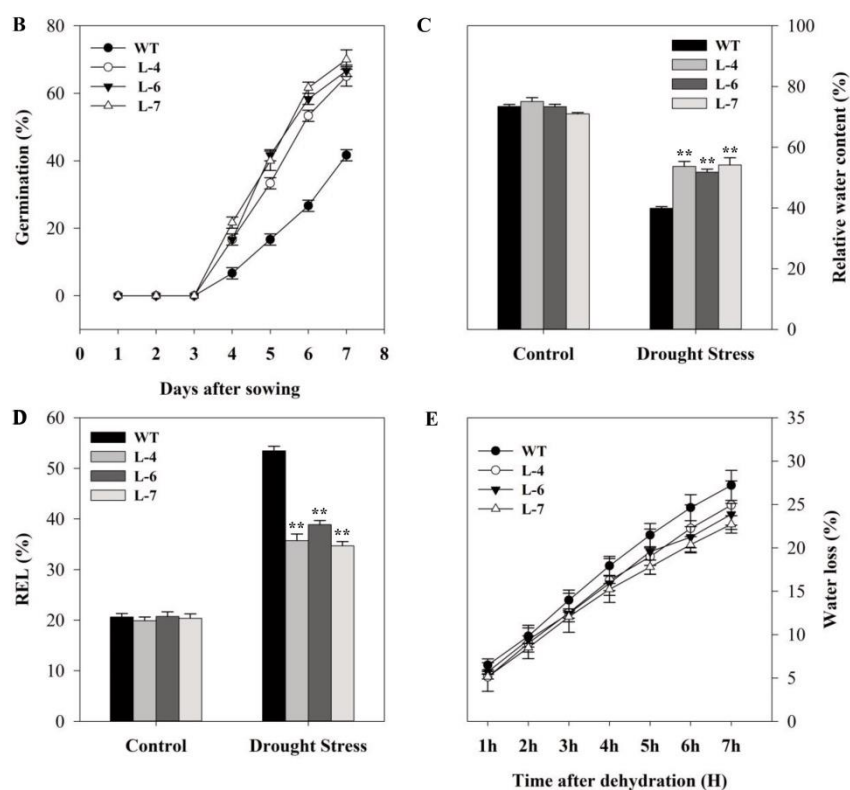 B
WT
L-4
L-6
L-7
Germination (%)
80
60
40
20
0
0 1 2 3 4 5 6 7 8
Days after sowing
C
WT
L-4
L-6
L-7
** ** **
Relative water content (%)
100
80
60
40
20
0
Control Drought Stress
D
WT
L-4
L-6
L-7
** ** **
REL (%)
60
50
40
30
20
10
0
Control Drought Stress
E
WT
L-4
L-6
L-7
Water loss (%)
35
30
25
20
15
10
5
0
1h 2h 3h 4h 5h 6h 7h
Time after dehydration (H)